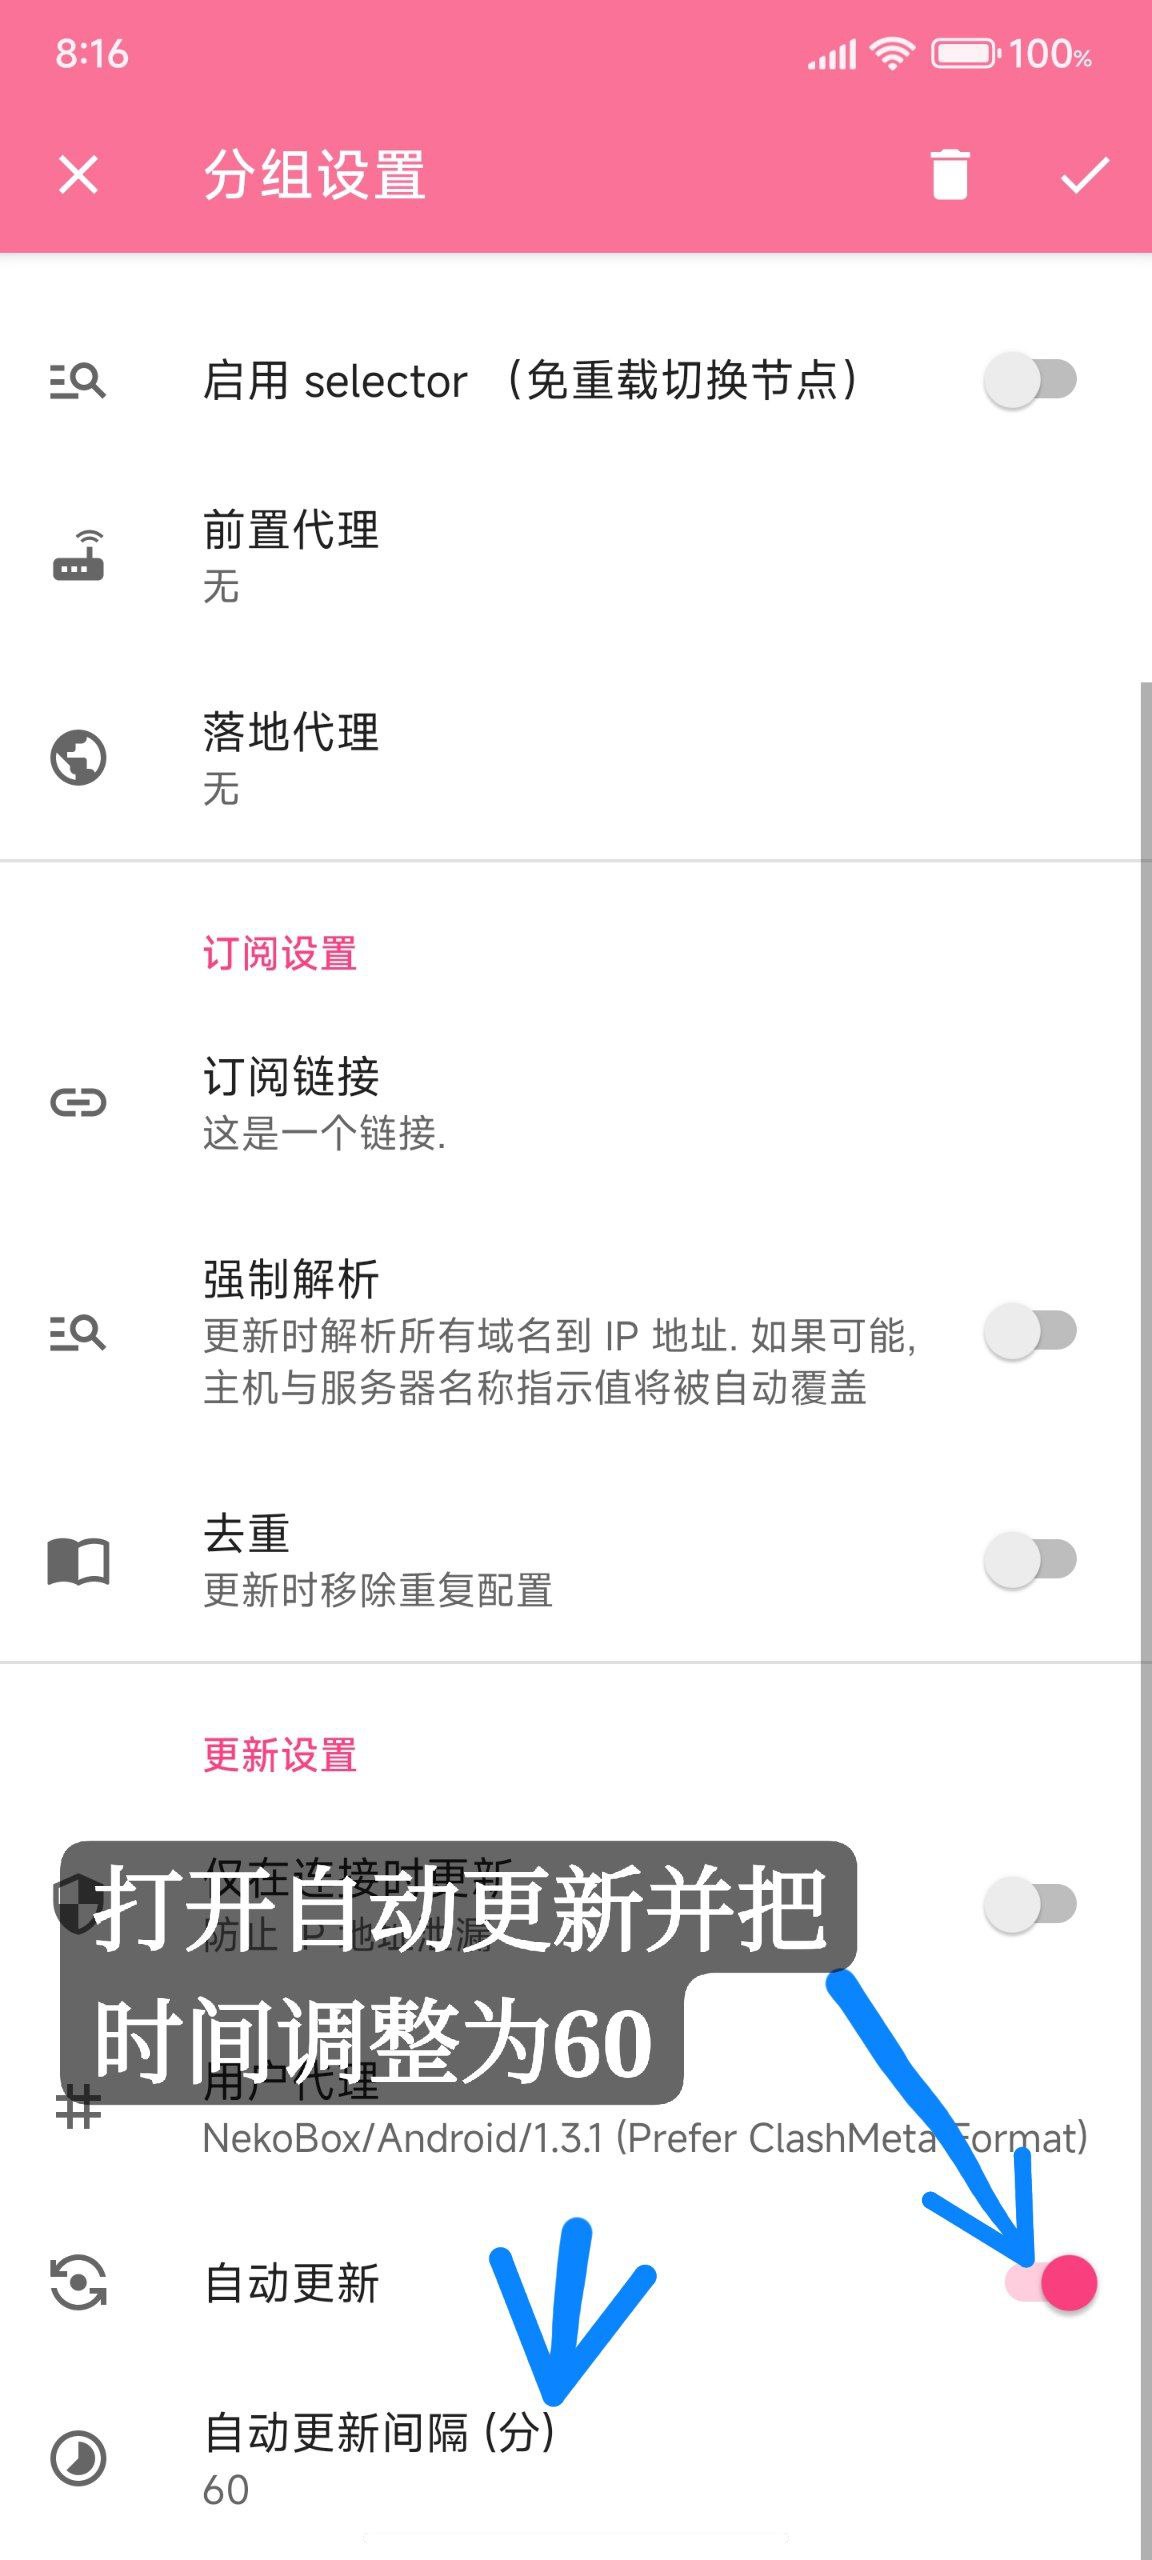 8:16
100%
分组设置
启用 selector （免重载切换节点）
前置代理
无
落地代理
无
订阅设置
订阅链接
这是一个链接.
强制解析
更新时解析所有域名到 IP 地址. 如果可能,
主机与服务器名称指示值将被自动覆盖
去重
更新时移除重复配置
更新设置
仅在连接时更新
防止 IP 地址泄漏
打开自动更新并把
时间调整为60
用户代理
NekoBox/Android/1.3.1 (Prefer ClashMeta Format)
自动更新
自动更新间隔 (分)
60